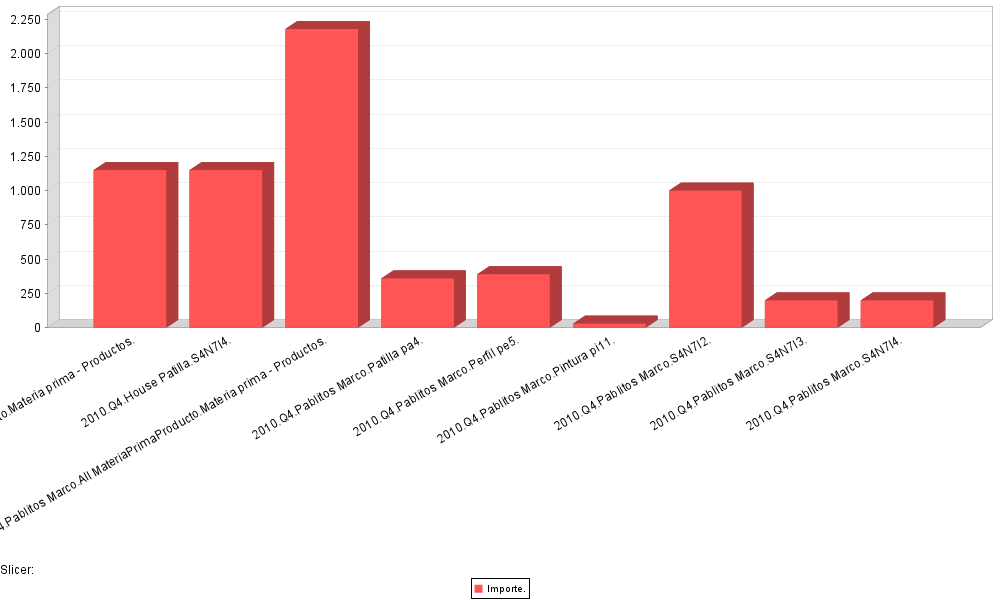 2.250
2.000
1.750
1.500
1.250
1.000
750
500
250
0
o.Materia prima - Productos.
2010.Q4.House Patilla.S4N7I4.
4.Pablitos Marco.All MateriaPrimaProducto.Materia prima - Productos.
2010.Q4.Pablitos Marco.Patilla pa4.
2010.Q4.Pablitos Marco.Perfil pe5.
2010.Q4.Pablitos Marco.Pintura pi11.
2010.Q4.Pablitos Marco.S4N7I2.
2010.Q4.Pablitos Marco.S4N7I3.
2010.Q4.Pablitos Marco.S4N7I4.
Slicer:
Importe.